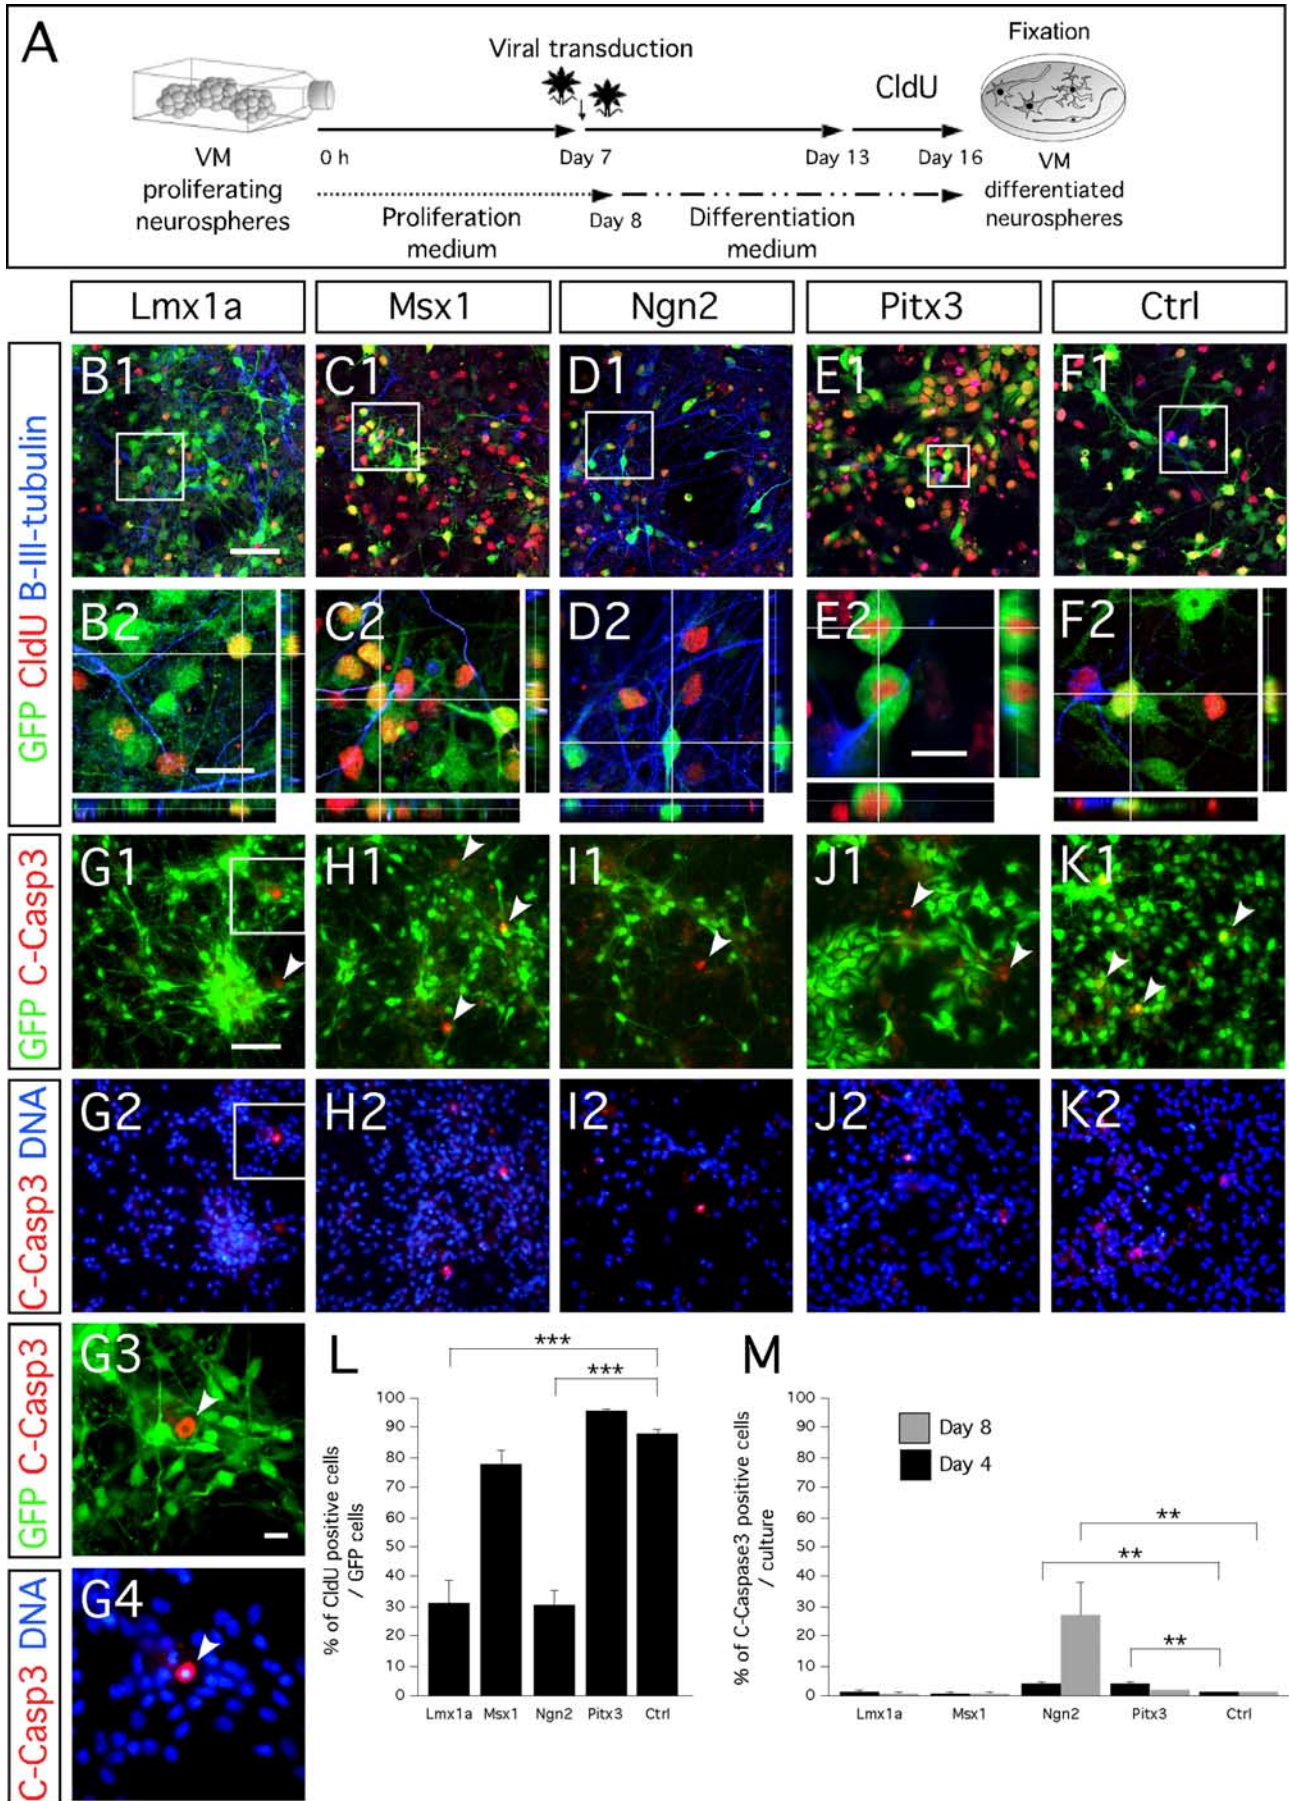 A
Viral transduction
Fixation
CldU
0 h
Day 7
Day 13
Day 16
VM
proliferating
neurospheres
VM
differentiated
neurospheres
Proliferation
medium
Day 8
Differentiation
medium
Lmx1a
Msx1
Ngn2
Pitx3
Ctrl
GFP CldU B-III-tubulin
B1
C1
D1
E1
F1
B2
C2
D2
E2
F2
GFP C-Casp3
G1
H1
I1
J1
K1
C-Casp3 DNA
G2
H2
I2
J2
K2
GFP C-Casp3
G3
C-Casp3 DNA
G4
L
***
***
% of CldU positive cells
/ GFP cells
100
90
80
70
60
50
40
30
20
10
0
Lmx1a
Msx1
Ngn2
Pitx3
Ctrl
M
% of C-Caspase3 positive cells
/ culture
100
90
80
70
60
50
40
30
20
10
0
Day 8
Day 4
**
**
**
Lmx1a
Msx1
Ngn2
Pitx3
Ctrl